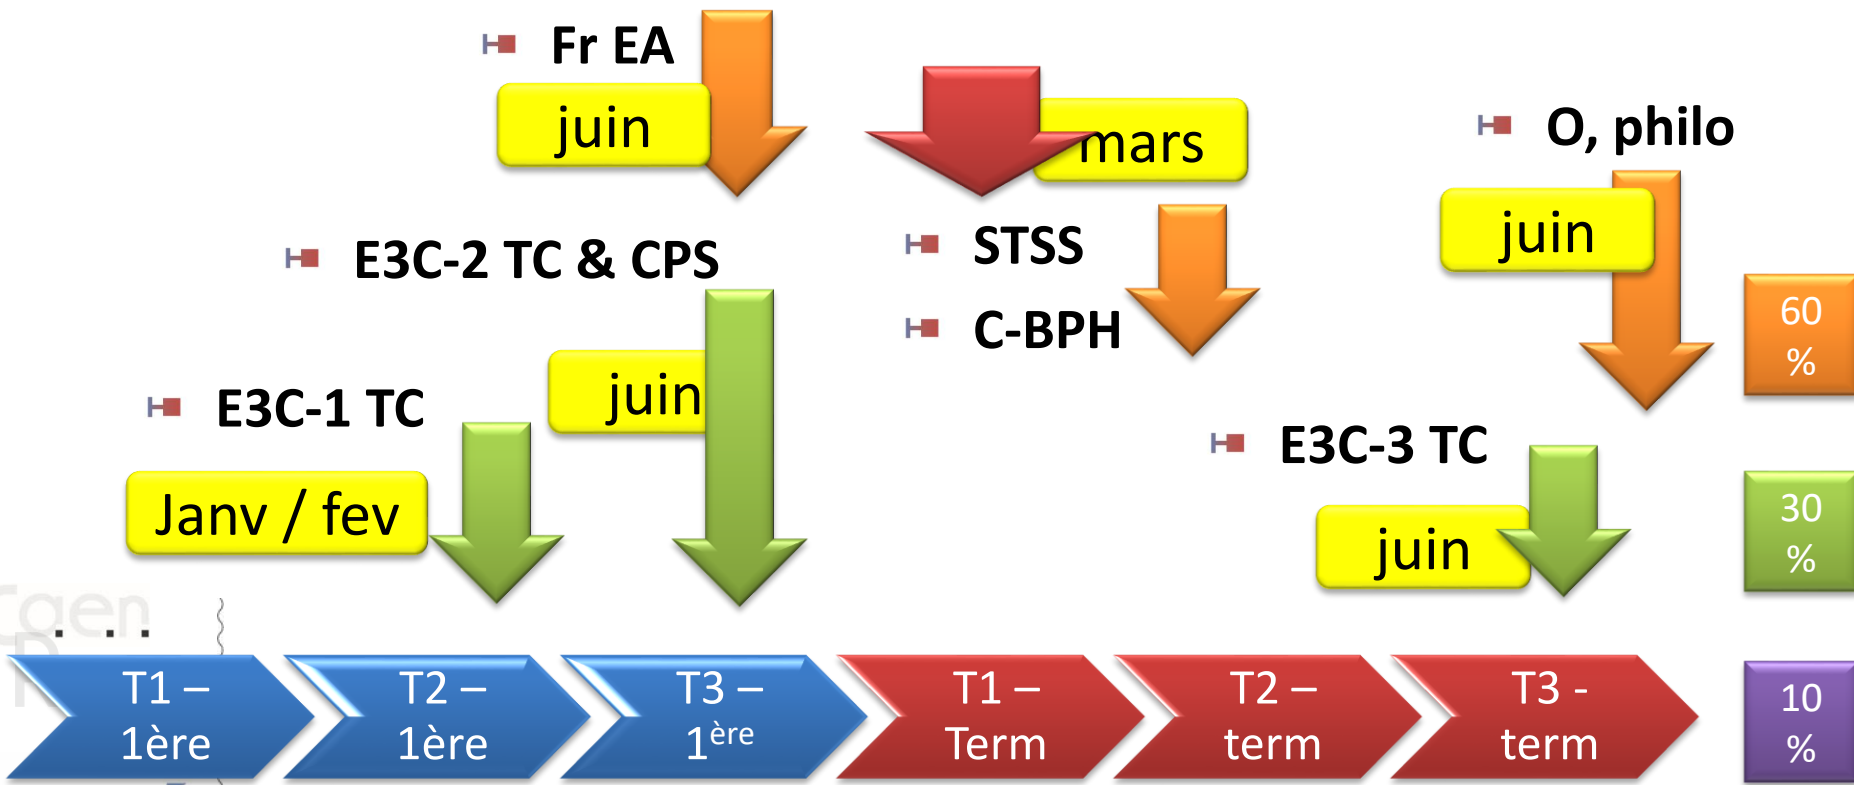 Fr EA
juin
mars
O, philo
juin
E3C-2 TC & CPS
STSS
C-BPH
60
%
juin
E3C-1 TC
E3C-3 TC
Janv / fev
juin
30
%
Caen
. . .
T1 –
1ère
T2 –
1ère
T3 –
1ère
T1 –
Term
T2 –
term
T3 -
term
10
%